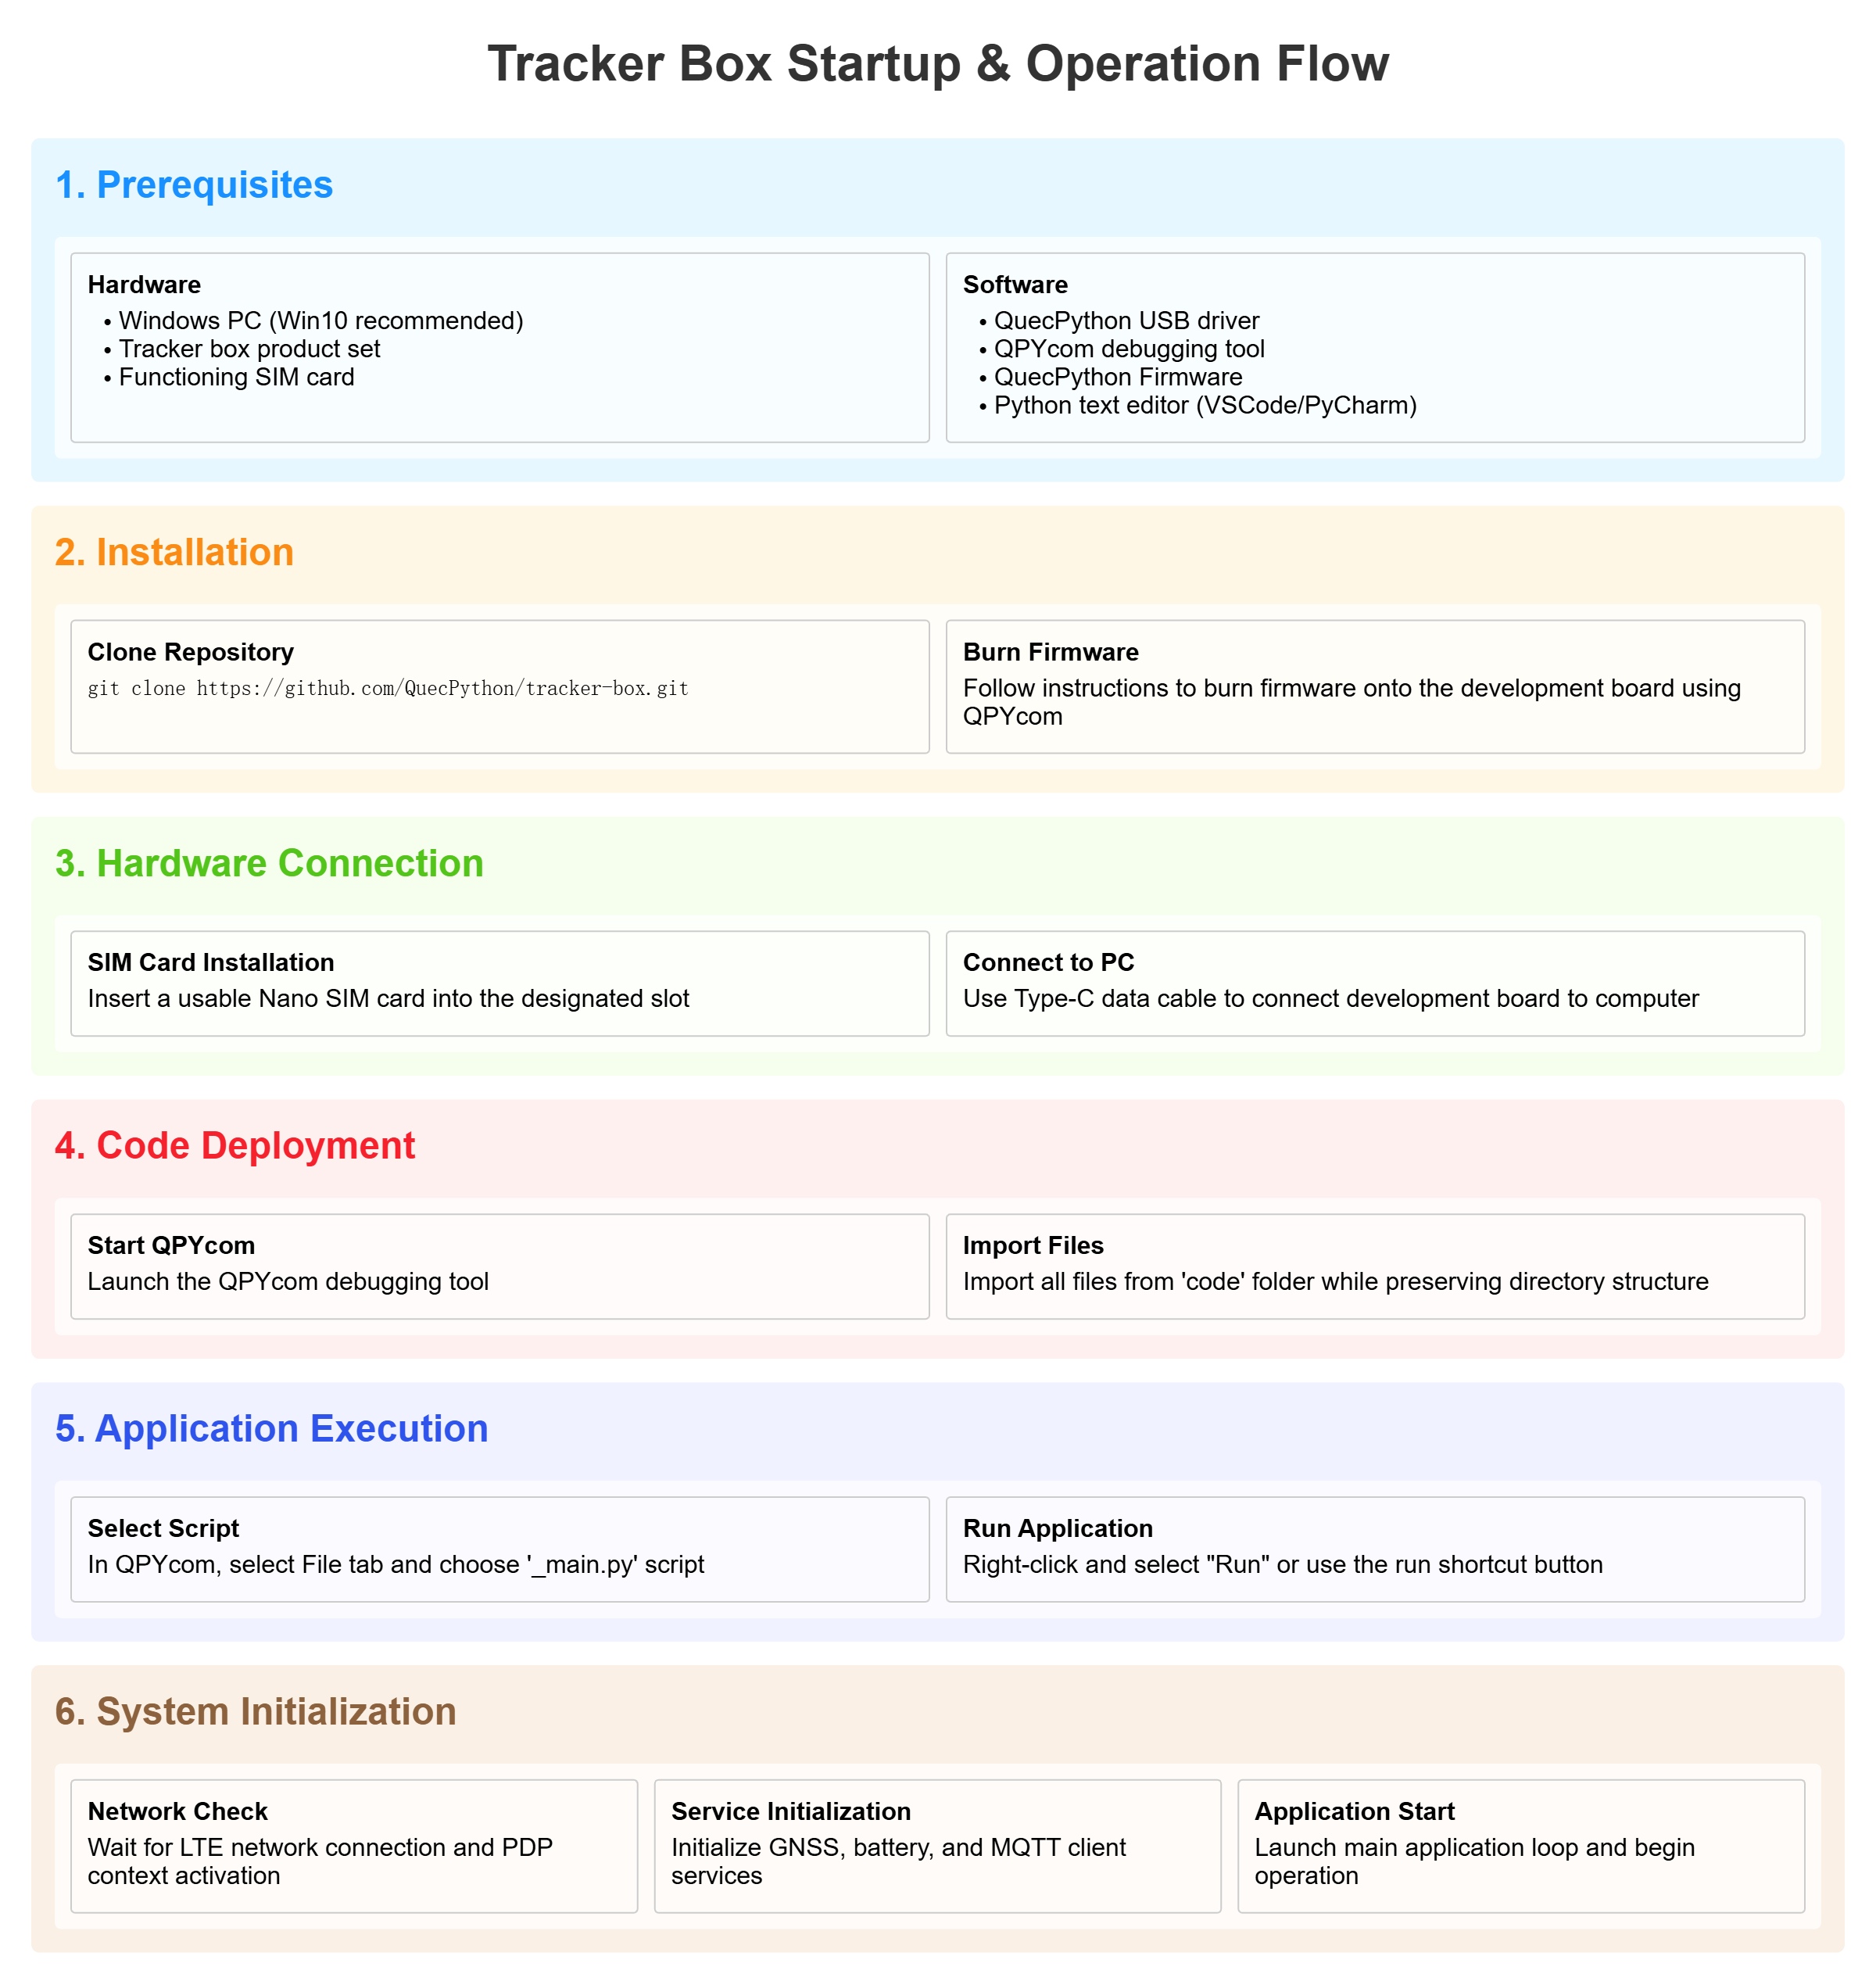 Tracker Box Startup & Operation Flow
1. Prerequisites
Hardware
• Windows PC (Win10 recommended)
• Tracker box product set
• Functioning SIM card
Software
• QuecPython USB driver
• QPYcom debugging tool
• QuecPython Firmware
• Python text editor (VSCode/PyCharm)
2. Installation
Clone Repository
git clone https://github.com/QuecPython/tracker-box.git
Burn Firmware
Follow instructions to burn firmware onto the development board using
QPYcom
3. Hardware Connection
SIM Card Installation
Insert a usable Nano SIM card into the designated slot
Connect to PC
Use Type-C data cable to connect development board to computer
4. Code Deployment
Start QPYcom
Launch the QPYcom debugging tool
Import Files
Import all files from 'code' folder while preserving directory structure
5. Application Execution
Select Script
In QPYcom, select File tab and choose '_main.py' script
Run Application
Right-click and select "Run" or use the run shortcut button
6. System Initialization
Network Check
Wait for LTE network connection and PDP
context activation
Service Initialization
Initialize GNSS, battery, and MQTT client
services
Application Start
Launch main application loop and begin
operation